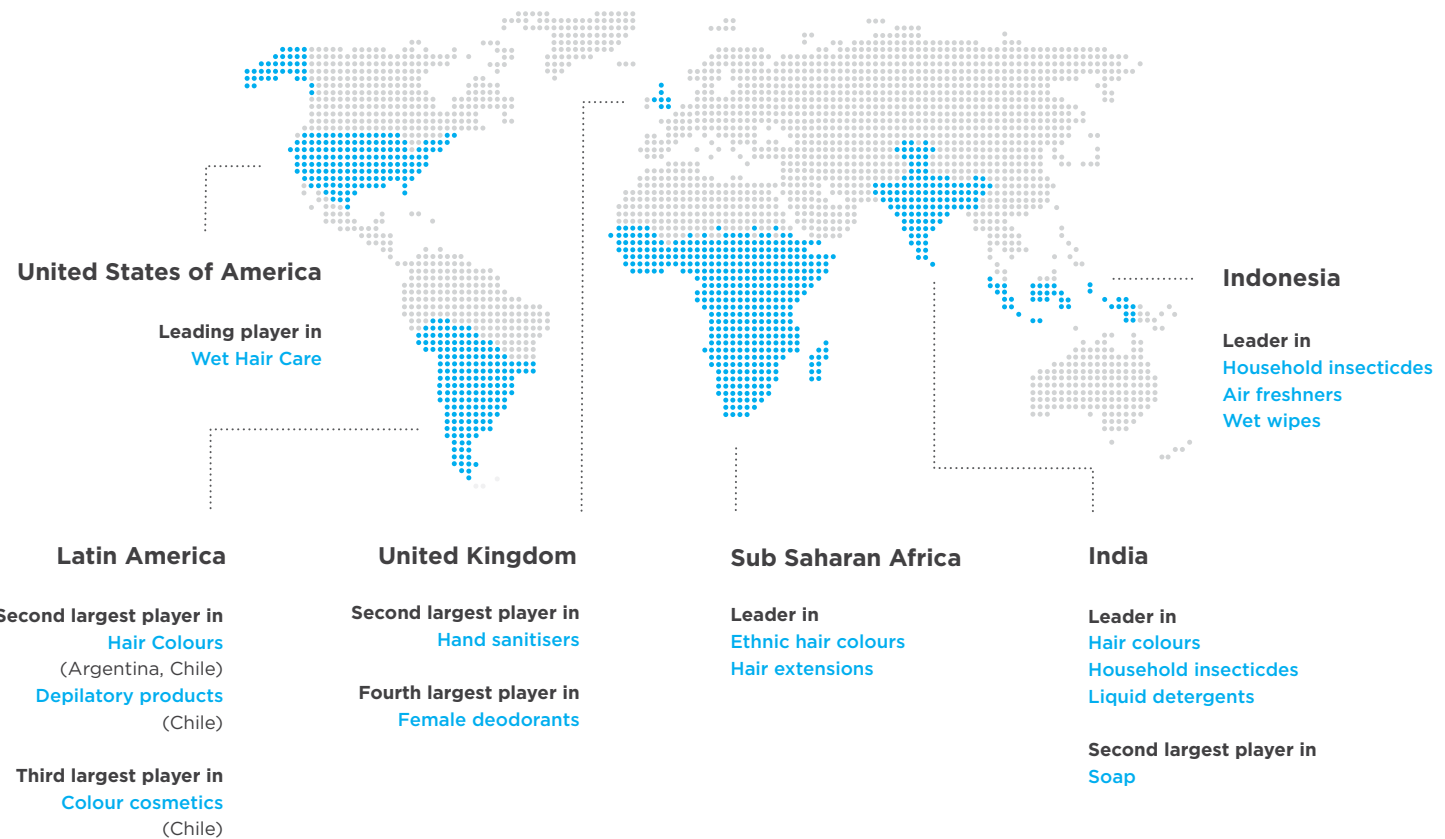 United States of America
Leading player in
Wet Hair Care
Indonesia
Leader in
Household insecticdes
Air freshners
Wet wipes
Latin America
Second largest player in
Hair Colours
(Argentina, Chile)
Depilatory products
(Chile)
Third largest player in
Colour cosmetics
(Chile)
United Kingdom
Second largest player in
Hand sanitisers
Fourth largest player in
Female deodorants
Sub Saharan Africa
Leader in
Ethnic hair colours
Hair extensions
India
Leader in
Hair colours
Household insecticdes
Liquid detergents
Second largest player in
Soap